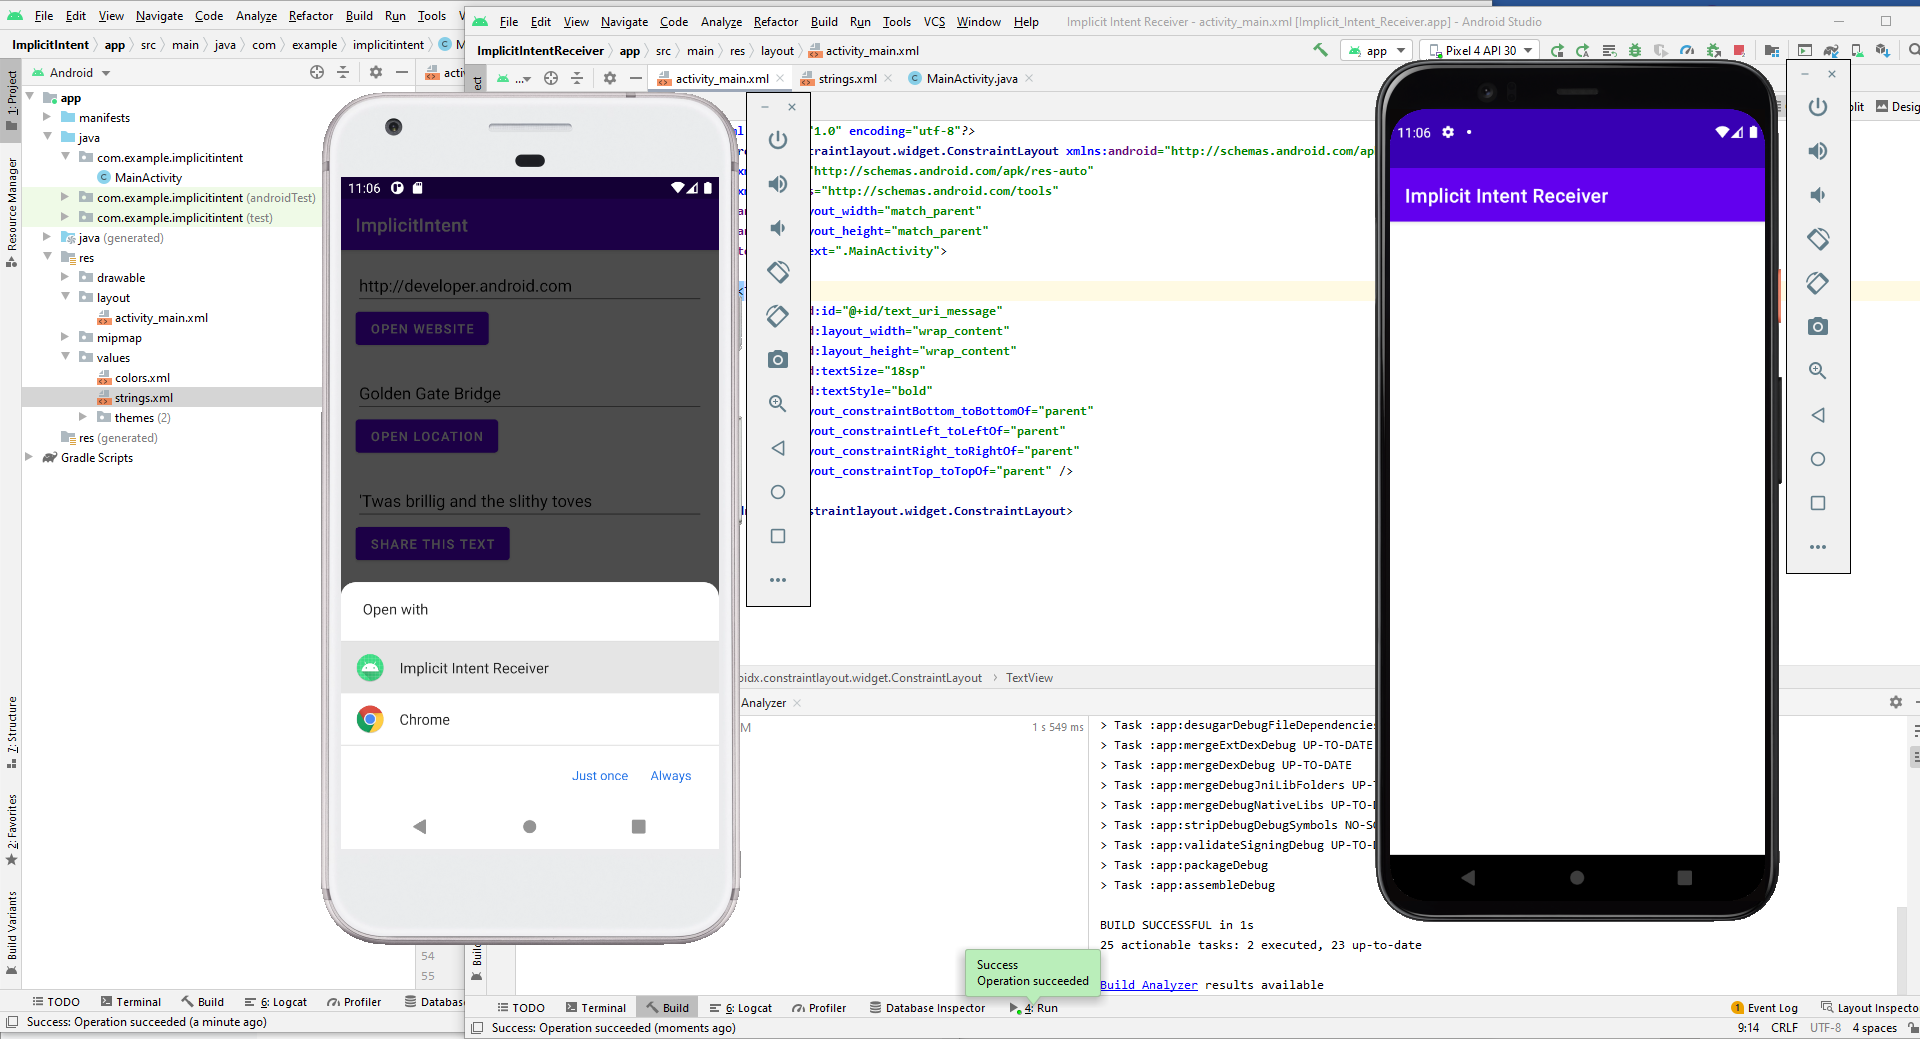 File Edit View Navigate Code Analyze Refactor Build Run Tools
ImplicitIntent app src main java com example implicitintent
Android
1: Project
Resource Manager
app
manifests
java
com.example.implicitintent
MainActivity
com.example.implicitintent (androidTest)
com.example.implicitintent (test)
java (generated)
res
drawable
layout
activity_main.xml
mipmap
values
colors.xml
strings.xml
themes (2)
res (generated)
Gradle Scripts
7: Structure
2: Favorites
Build Variants
54
55
TODO Terminal Build 6: Logcat Profiler
Success: Operation succeeded (a minute ago)
11:06
ImplicitIntent
http://developer.android.com
OPEN WEBSITE
Golden Gate Bridge
OPEN LOCATION
'Twas brillig and the slithy toves
SHARE THIS TEXT
Open with
Implicit Intent Receiver
Chrome
Just once Always
File Edit View Navigate Code Analyze Refactor Build Run Tools VCS Window Help
Implicit Intent Receiver - activity_main.xml [Implicit_Intent_Receiver.app] - Android Studio
ImplicitIntentReceiver app src main res layout activity_main.xml
app Pixel 4 API 30
activity_main.xml strings.xml MainActivity.java
"1.0" encoding="utf-8"?>
constraintlayout.widget.ConstraintLayout xmlns:android="http://schemas.android.com/ap
"http://schemas.android.com/apk/res-auto"
="http://schemas.android.com/tools"
yout_width="match_parent"
yout_height="match_parent"
ext=".MainActivity">
d:id="@+id/text_uri_message"
d:layout_width="wrap_content"
d:layout_height="wrap_content"
d:textSize="18sp"
d:textStyle="bold"
yout_constraintBottom_toBottomOf="parent"
yout_constraintLeft_toLeftOf="parent"
yout_constraintRight_toRightOf="parent"
yout_constraintTop_toTopOf="parent" />
straintlayout.widget.ConstraintLayout>
oidx.constraintlayout.widget.ConstraintLayout TextView
Analyzer
1 s 549 ms
> Task :app:desugarDebugFileDependencies
> Task :app:mergeExtDexDebug UP-TO-DATE
> Task :app:mergeDexDebug UP-TO-DATE
> Task :app:mergeDebugJniLibFolders UP-
> Task :app:mergeDebugNativeLibs UP-TO-
> Task :app:stripDebugDebugSymbols NO-SO
> Task :app:validateSigningDebug UP-TO-
> Task :app:packageDebug
> Task :app:assembleDebug
BUILD SUCCESSFUL in 1s
25 actionable tasks: 2 executed, 23 up-to-date
Build Analyzer results available
Success
Operation succeeded
TODO Terminal Build 6: Logcat Profiler Database Inspector 4: Run
Event Log Layout Inspecto
Success: Operation succeeded (moments ago)
9:14 CRLF UTF-8 4 spaces
11:06
Implicit Intent Receiver